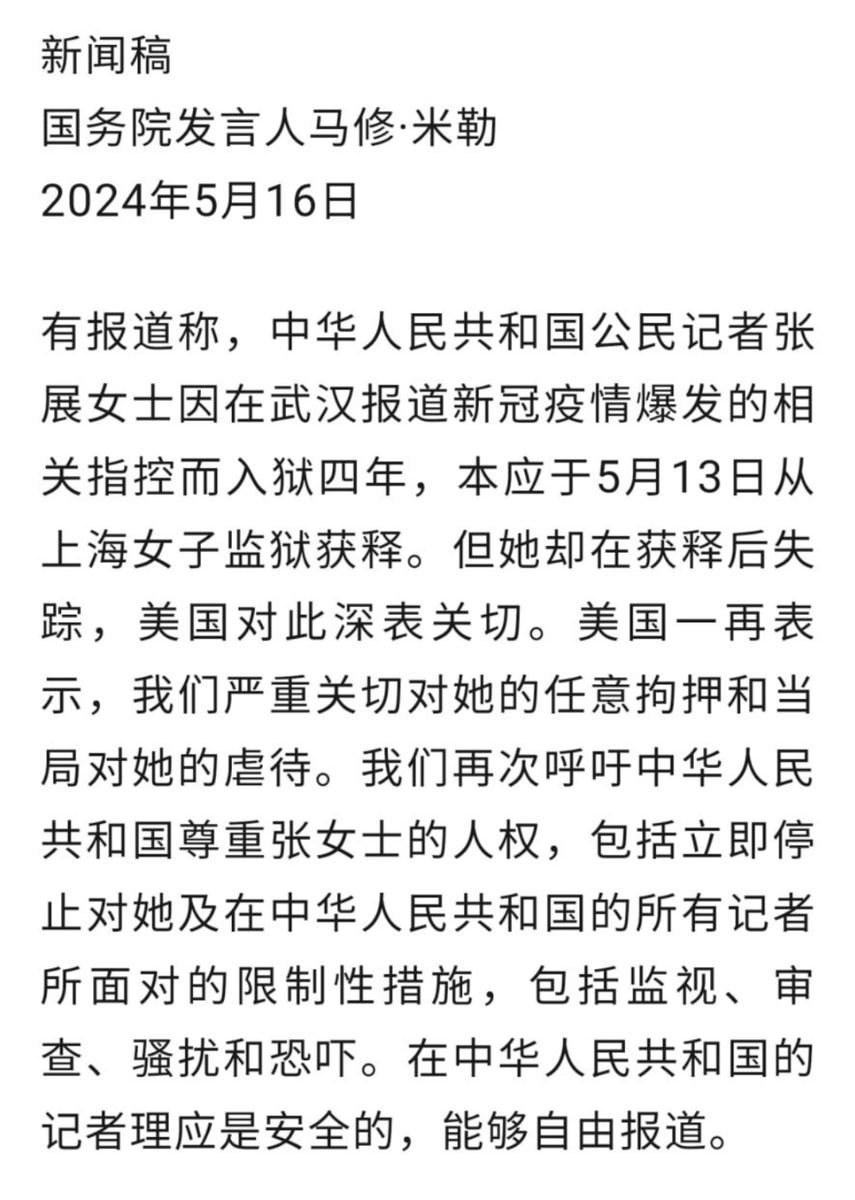 新闻稿
国务院发言人马修·米勒
2024年5月16日
有报道称，中华人民共和国公民记者张
展女士因在武汉报道新冠疫情爆发的相
关指控而入狱四年，本应于5月13日从
上海女子监狱获释。但她却在获释后失
踪，美国对此深表关切。美国一再表
示，我们严重关切对她的任意拘押和当
局对她的虐待。我们再次呼吁中华人民
共和国尊重张女士的人权，包括立即停
止对她及在中华人民共和国的所有记者
所面对的限制性措施，包括监视、审
查、骚扰和恐吓。在中华人民共和国的
记者理应是安全的，能够自由报道。